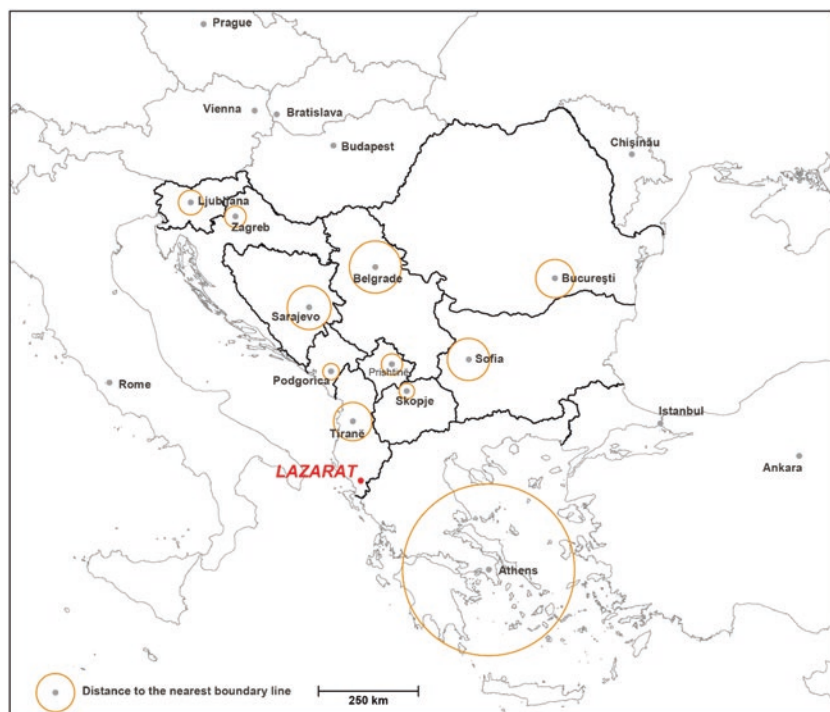 Prague
Vienna
Bratislava
Budapest
Chişinău
Ljubljana
Zagreb
Belgrade
Bucureşti
Sarajevo
Podgorica
Prishtinë
Sofia
Skopje
Rome
Tiranë
Istanbul
Ankara
LAZARAT
Athens
Distance to the nearest boundary line
250 km